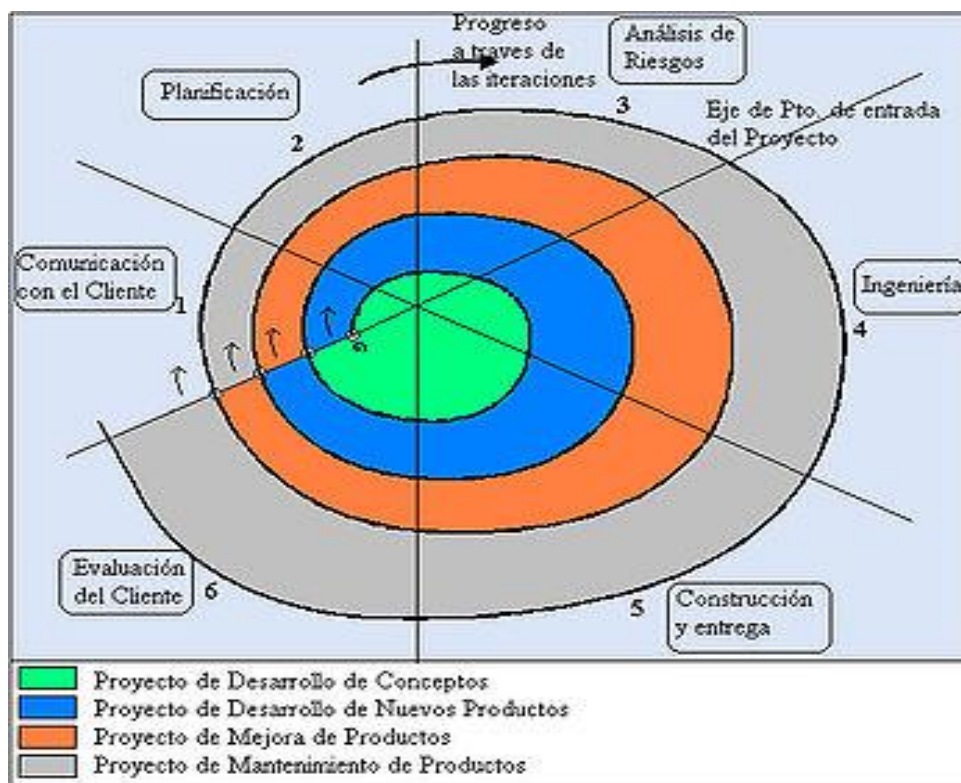 Progreso
a traves de
las iteraciones
Análisis de
Riesgos
3
Planificación
2
Eje de Pto. de entrada
del Proyecto
Comunicación
con el Cliente
1
Ingeniería
4
Evaluación
del Cliente
6
5
Construcción
y entrega
Proyecto de Desarrollo de Conceptos
Proyecto de Desarrollo de Nuevos Productos
Proyecto de Mejora de Productos
Proyecto de Mantenimiento de Productos